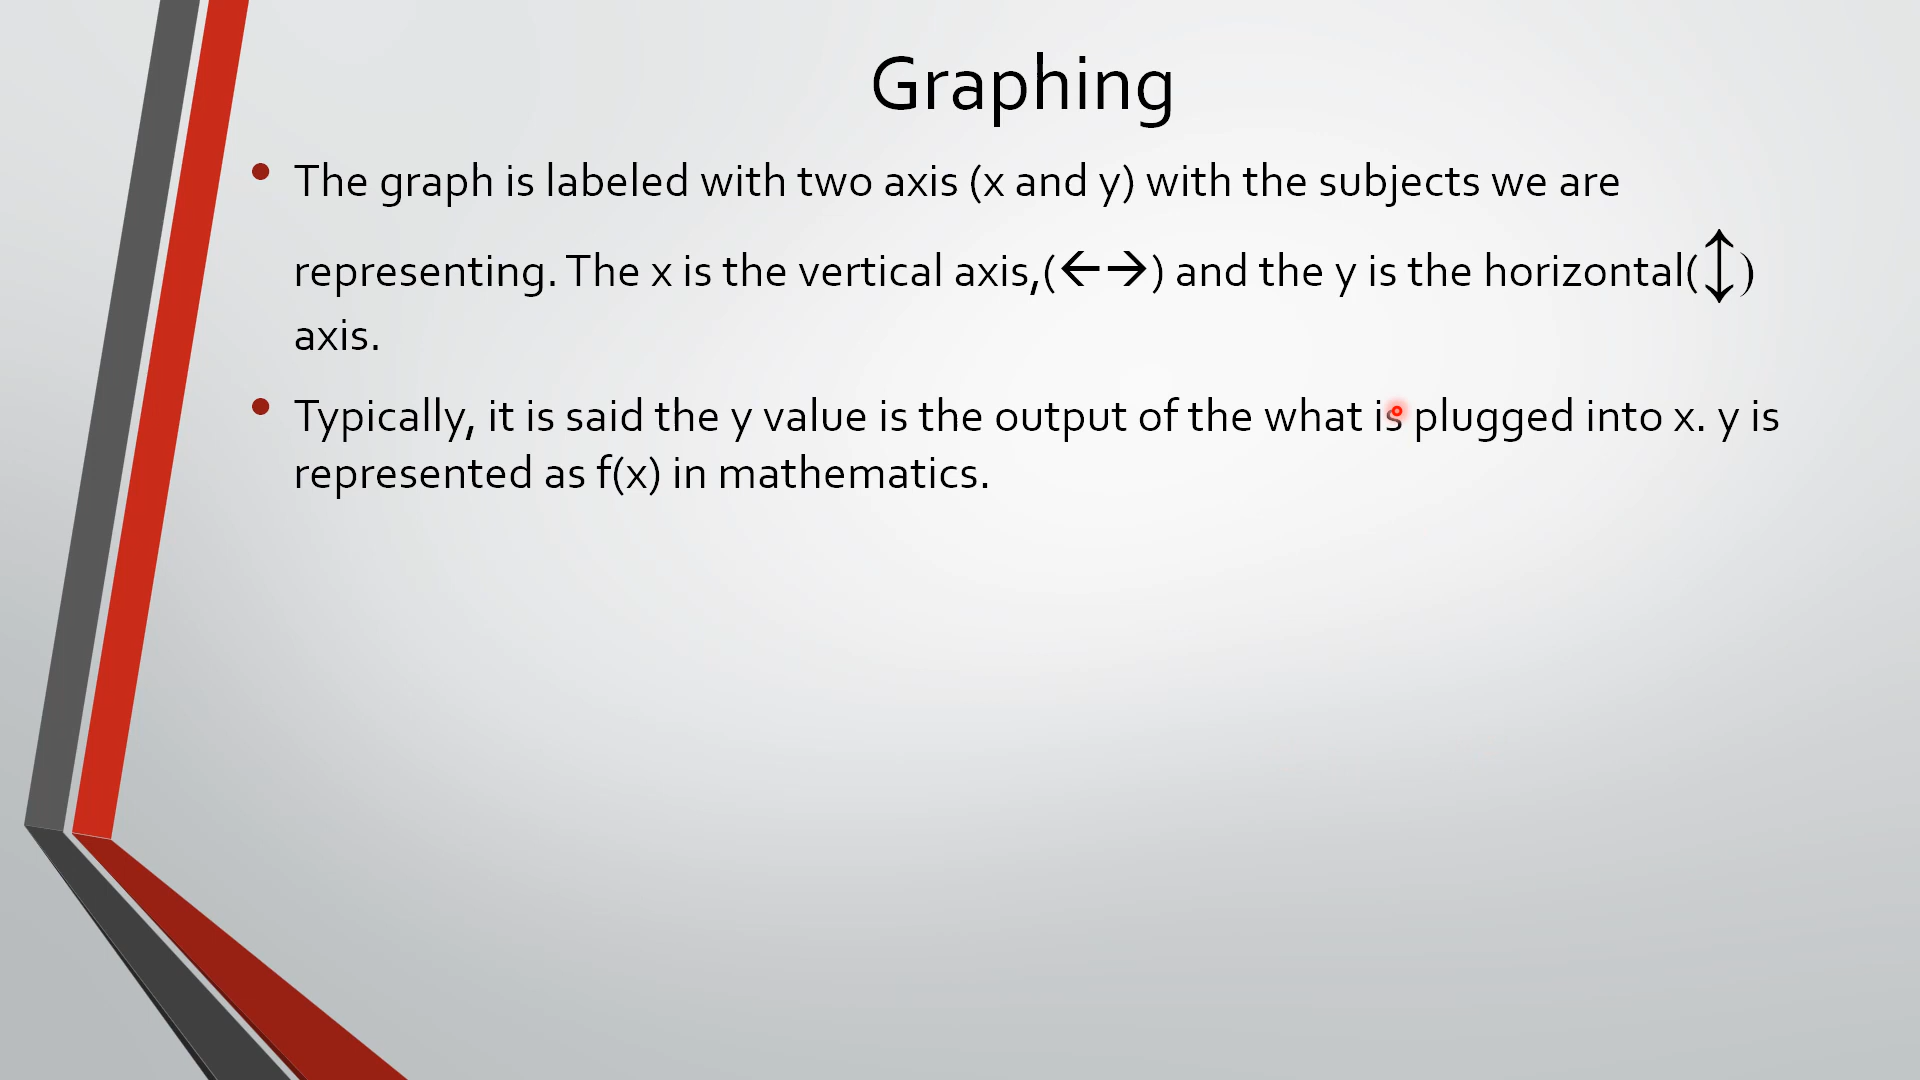 Graphing
• The graph is labeled with two axis (x and y) with the subjects we are
representing. The x is the vertical axis,(←→) and the y is the horizontal(↕)
axis.
• Typically, it is said the y value is the output of the what is plugged into x. y is
represented as f(x) in mathematics.